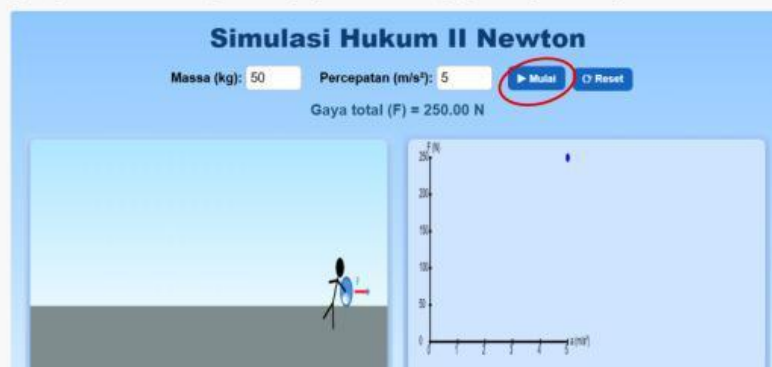 Simulasi Hukum II Newton
Massa (kg): 50 Percepatan (m/s²): 5 ▶ Mulai ↻ Reset
Gaya total (F) = 250.00 N
F
F (N)
250
200
150
100
50
0
0 1 2 3 4 5 a (m/s²)